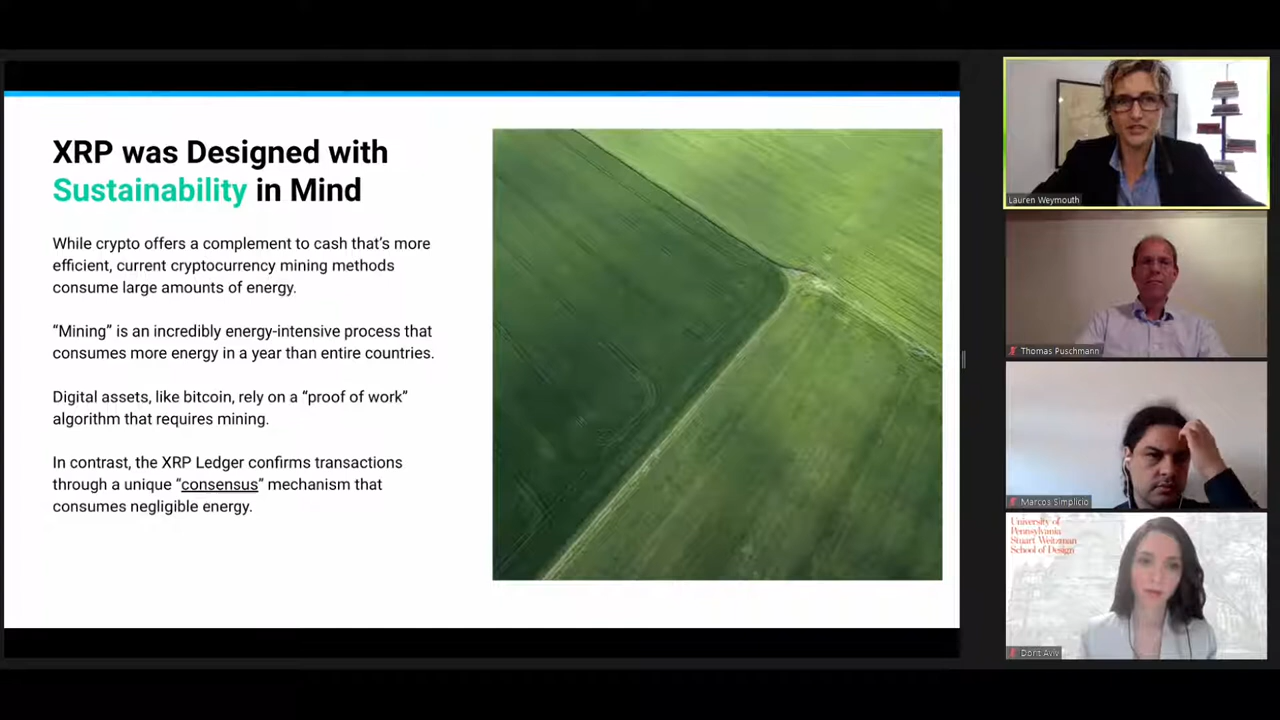 XRP was Designed with
Sustainability in Mind
While crypto offers a complement to cash that’s more
efficient, current cryptocurrency mining methods
consume large amounts of energy.
“Mining” is an incredibly energy-intensive process that
consumes more energy in a year than entire countries.
Digital assets, like bitcoin, rely on a “proof of work”
algorithm that requires mining.
In contrast, the XRP Ledger confirms transactions
through a unique “consensus” mechanism that
consumes negligible energy.
Lauren Weymouth
Thomas Puschmann
Marcos Simplicio
University of
Pennsylvania
Stuart Weitzman
School of Design
Dorit Aviv